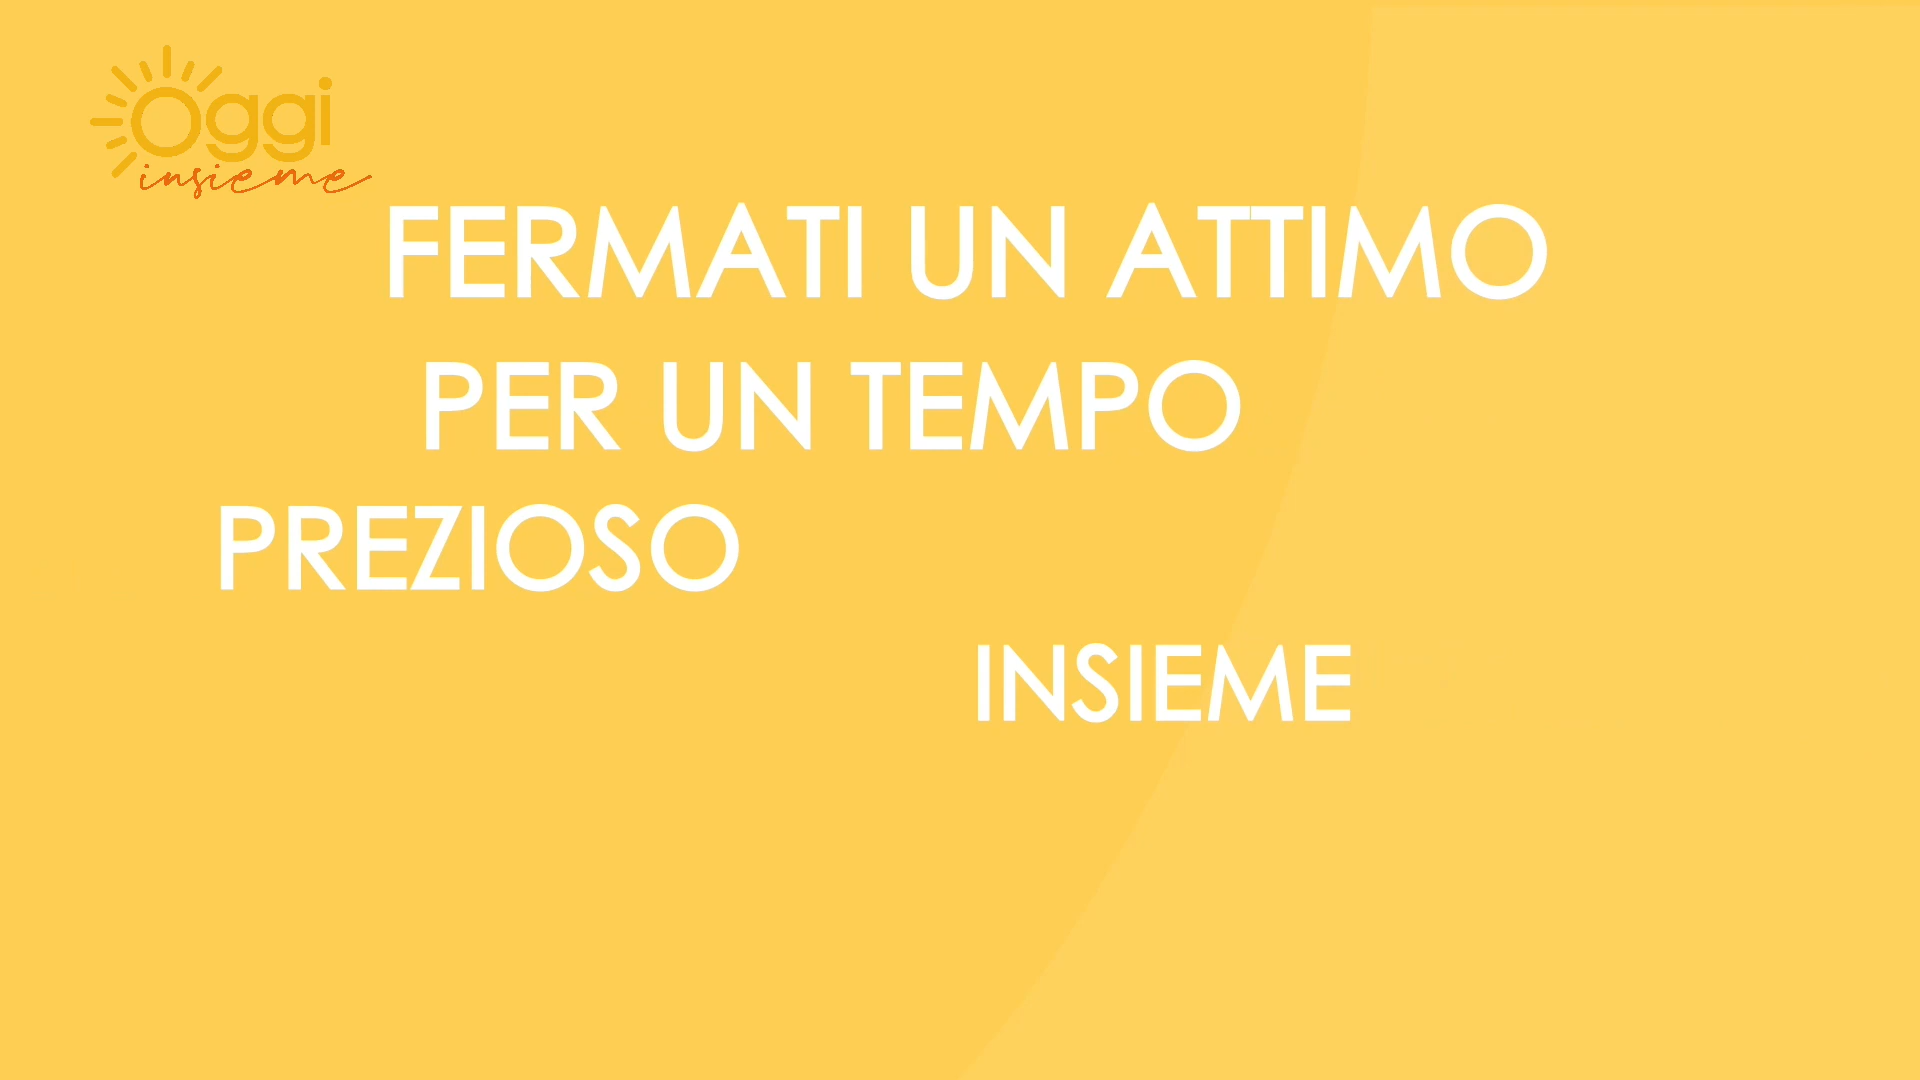 Oggi
insieme
FERMATI UN ATTIMO
PER UN TEMPO
PREZIOSO
INSIEME